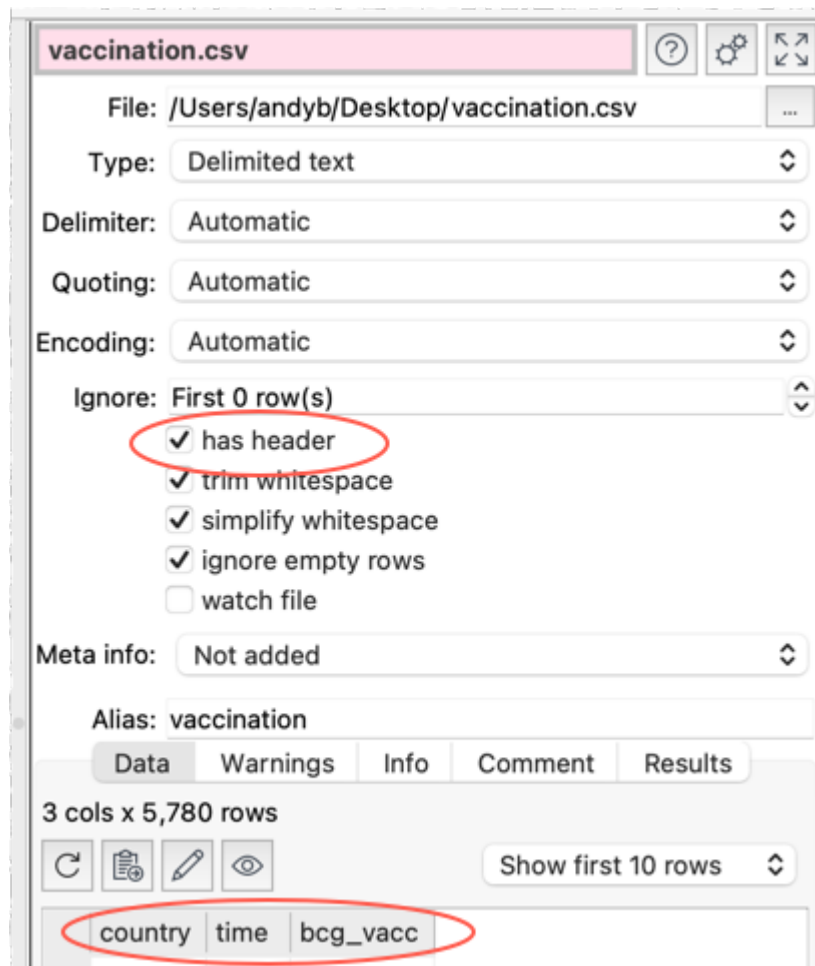 vaccination.csv
File: /Users/andyb/Desktop/vaccination.csv ...
Type: Delimited text
Delimiter: Automatic
Quoting: Automatic
Encoding: Automatic
Ignore: First 0 row(s)
has header
trim whitespace
simplify whitespace
ignore empty rows
watch file
Meta info: Not added
Alias: vaccination
Data Warnings Info Comment Results
3 cols x 5,780 rows
Show first 10 rows
country time bcg_vacc